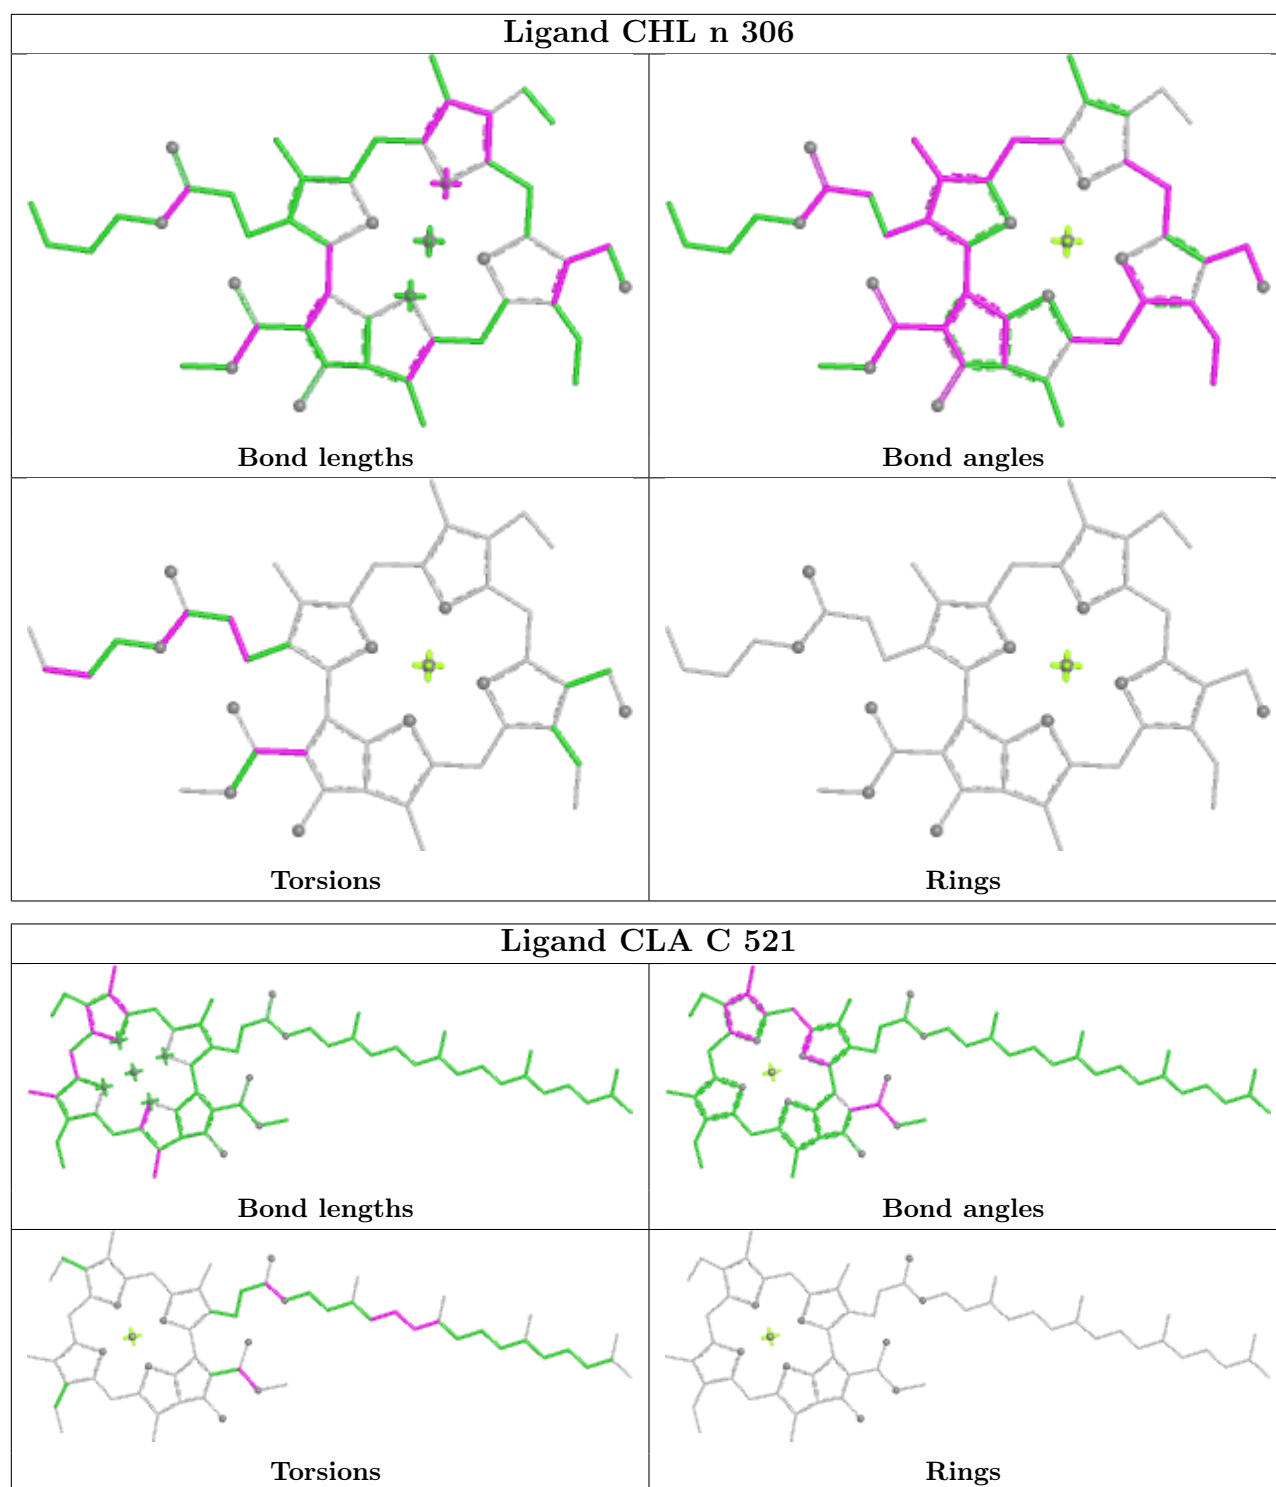 Ligand CHL n 306
Bond lengths
Bond angles
Torsions
Rings
Ligand CLA C 521
Bond lengths
Bond angles
Torsions
Rings